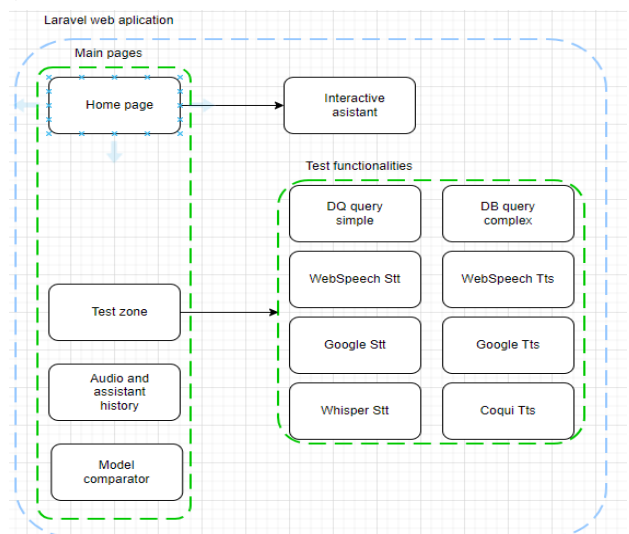 Laravel web aplication
Main pages
Home page
Interactive
asistant
Test functionalities
DQ query
simple
DB query
complex
WebSpeech Stt
WebSpeech Tts
Test zone
Google Stt
Google Tts
Audio and
assistant
history
Whisper Stt
Coqui Tts
Model
comparator